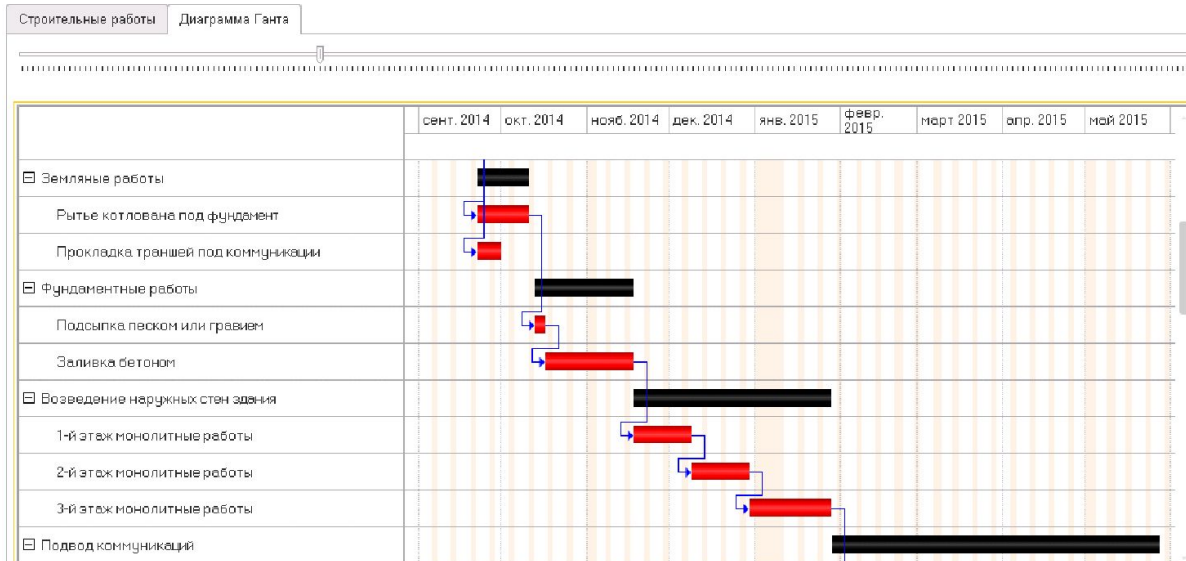 Строительные работы
Диаграмма Ганта
сент. 2014
окт. 2014
нояб. 2014
дек. 2014
янв. 2015
февр.
2015
март 2015
апр. 2015
май 2015
Земляные работы
Рытье котлована под фундамент
Прокладка траншей под коммуникации
Фундаментные работы
Подсыпка песком или гравием
Заливка бетоном
Возведение наружных стен здания
1-й этаж монолитные работы
2-й этаж монолитные работы
3-й этаж монолитные работы
Подвод коммуникаций